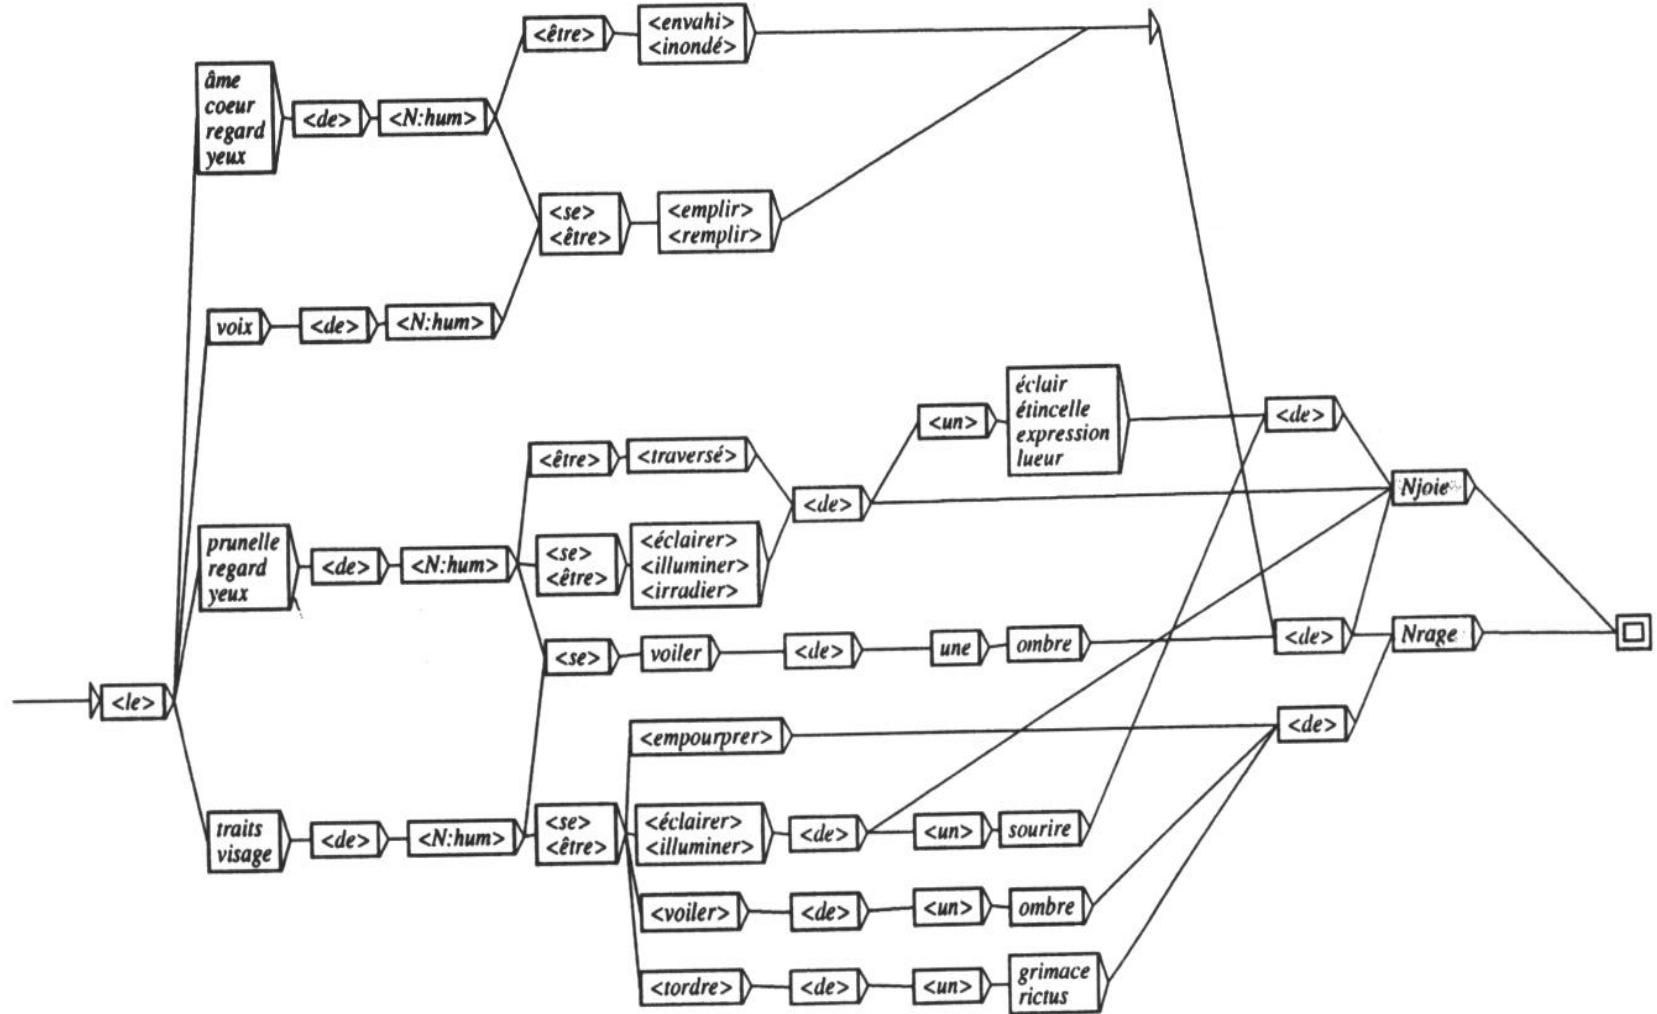 <être>
<envahi>
<inondé>
âme
coeur
regard
yeux
<de>
<N:hum>
<se>
<être>
<emplir>
<remplir>
voix
<de>
<N:hum>
<un>
éclair
étincelle
expression
lueur
<de>
<être>
<traversé>
<de>
Njoie
prunelle
regard
yeux
<de>
<N:hum>
<se>
<être>
<éclairer>
<illuminer>
<irradier>
<se>
voiler
<de>
une
ombre
<de>
Nrage
<le>
<empourprer>
<de>
traits
visage
<de>
<N:hum>
<se>
<être>
<éclairer>
<illuminer>
<de>
<un>
sourire
<voiler>
<de>
<un>
ombre
<tordre>
<de>
<un>
grimace
rictus